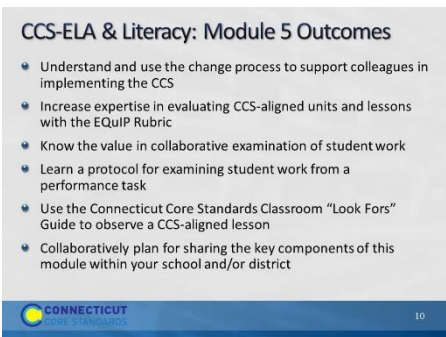 CCS-ELA & Literacy: Module 5 Outcomes
Understand and use the change process to support colleagues in
implementing the CCS
Increase expertise in evaluating CCS-aligned units and lessons
with the EQuIP Rubric
Know the value in collaborative examination of student work
Learn a protocol for examining student work from a
performance task
Use the Connecticut Core Standards Classroom “Look Fors”
Guide to observe a CCS-aligned lesson
Collaboratively plan for sharing the key components of this
module within your school and/or district
CONNECTICUT
CORE STANDARDS
10